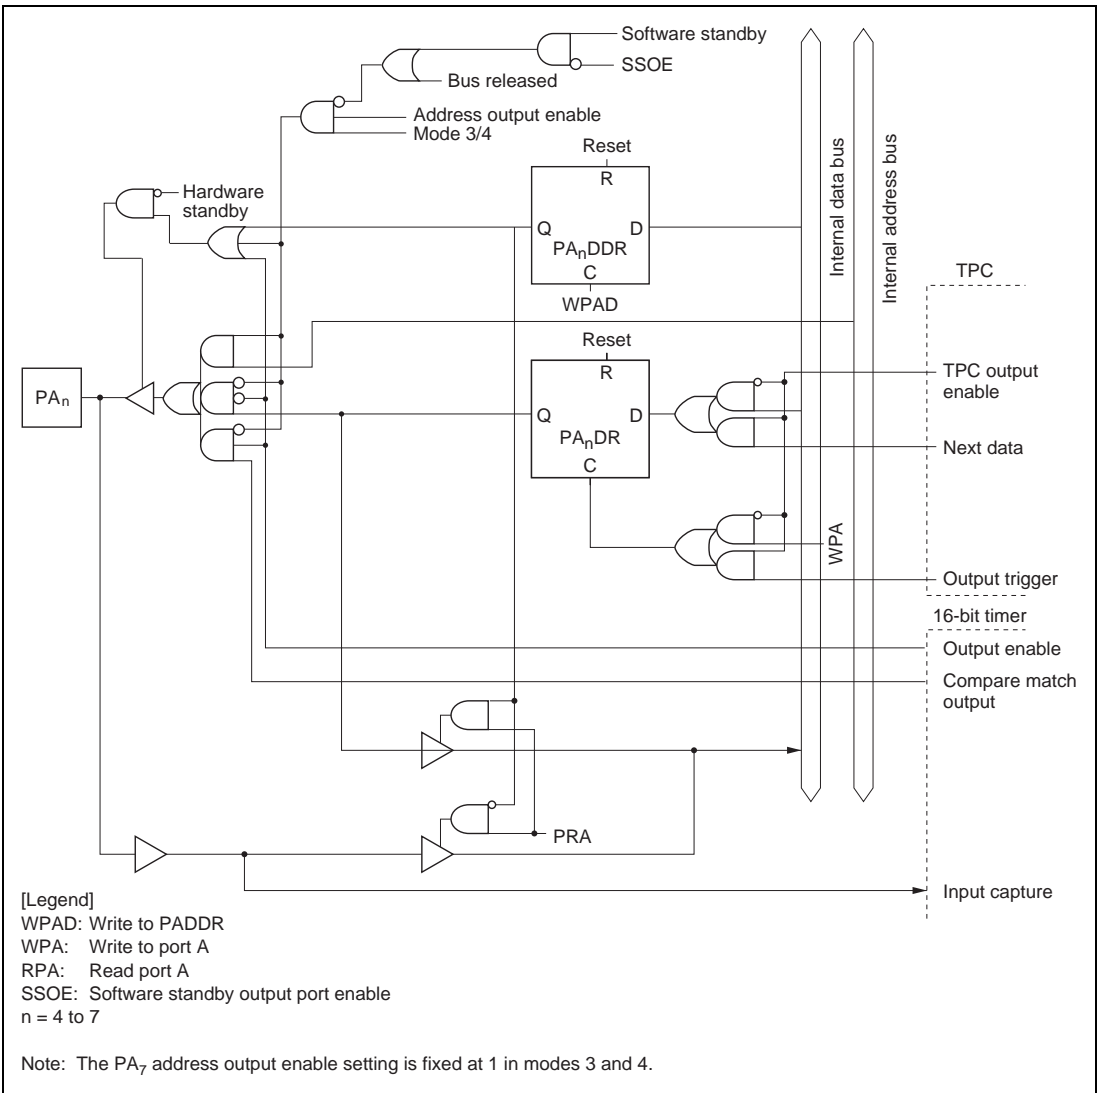 Software standby
SSOE
Bus released
Address output enable
Mode 3/4
Reset
R
Hardware
standby
Q
D
PAnDDR
C
WPAD
Internal data bus
Internal address bus
TPC
Reset
R
TPC output
enable
PAn
Q
D
PAnDR
C
Next data
WPA
Output trigger
16-bit timer
Output enable
Compare match
output
PRA
Input capture
[Legend]
WPAD: Write to PADDR
WPA: Write to port A
RPA: Read port A
SSOE: Software standby output port enable
n = 4 to 7
Note: The PA7 address output enable setting is fixed at 1 in modes 3 and 4.